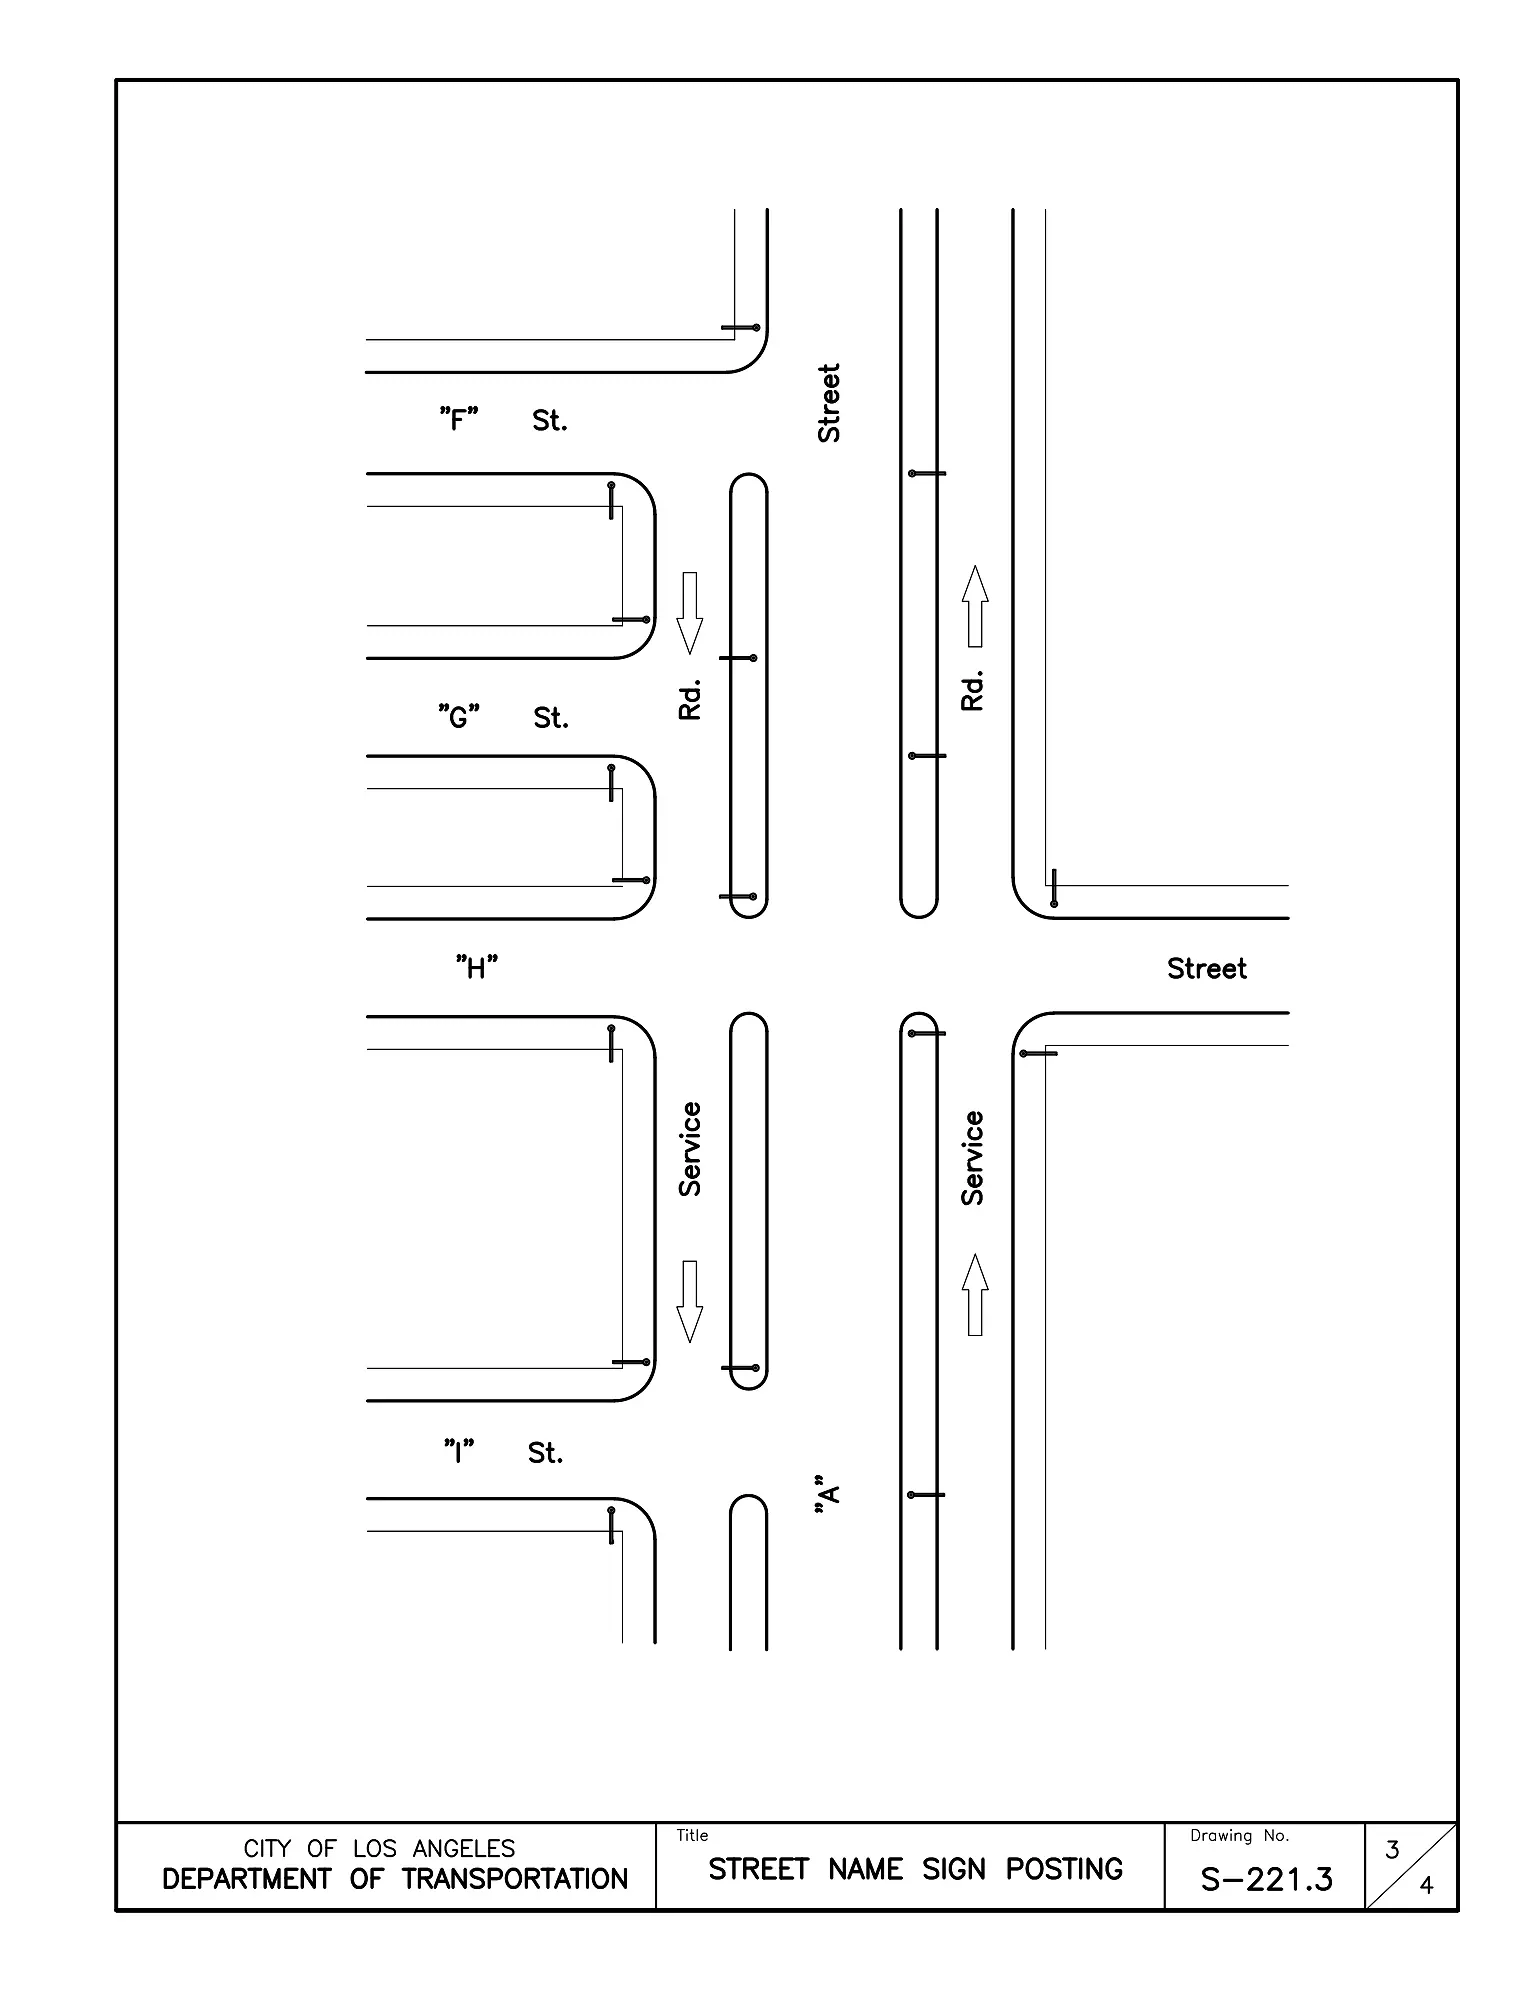 Street
”F” St.
Rd.
Rd.
”G” St.
”H” Street
Service
Service
”I” St.
”A”
CITY OF LOS ANGELES
DEPARTMENT OF TRANSPORTATION
Title
STREET NAME SIGN POSTING
Drawing No.
S-221.3
3
4